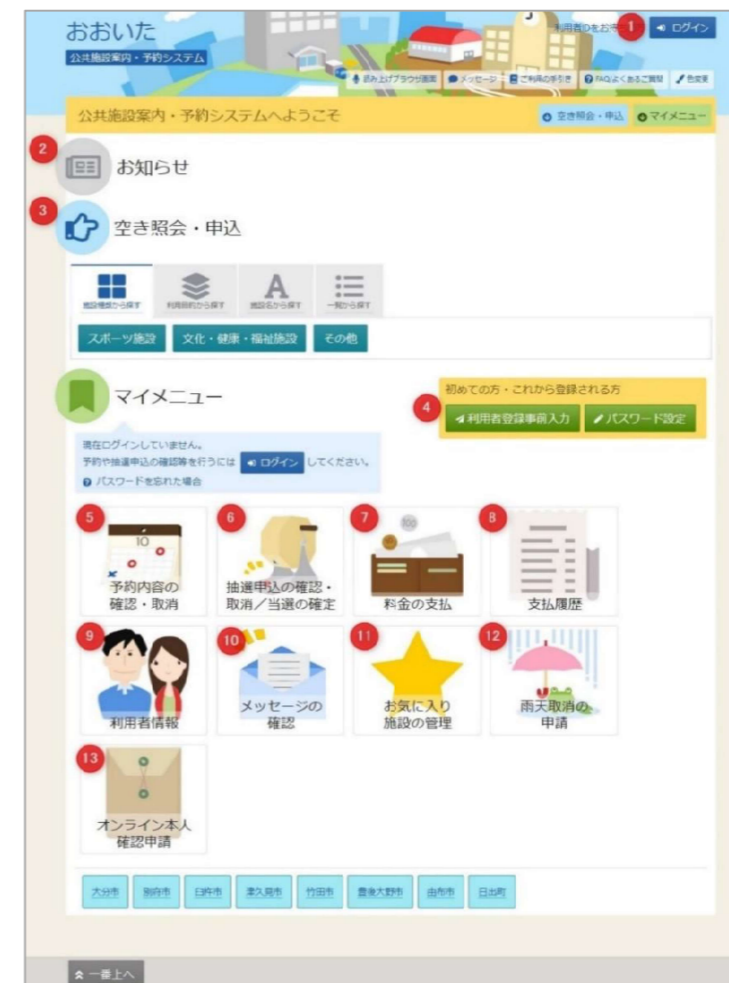 おおいた
公共施設案内・予約システム
1
ログイン
読み上げブラウザ画面 メッセージ ご利用の手引き FAQ(よくあるご質問) 色変更
公共施設案内・予約システムへようこそ
空き照会・申込 マイメニュー
2
お知らせ
3
空き照会・申込
施設種類から探す 利用目的から探す 施設名から探す 一覧から探す
スポーツ施設 文化・健康・福祉施設 その他
マイメニュー
初めての方・これから登録される方
4
利用者登録事前入力 パスワード設定
現在ログインしていません。
予約や抽選申込の確認等を行うには ログイン してください。
パスワードを忘れた場合
5
10
予約内容の
確認・取消
6
抽選申込の確認・
取消/当選の確定
7
100
料金の支払
8
支払履歴
9
利用者情報
10
メッセージの
確認
11
お気に入り
施設の管理
12
雨天取消の
申請
13
オンライン本人
確認申請
大分市 別府市 臼杵市 津久見市 竹田市 豊後大野市 由布市 日出町
一番上へ